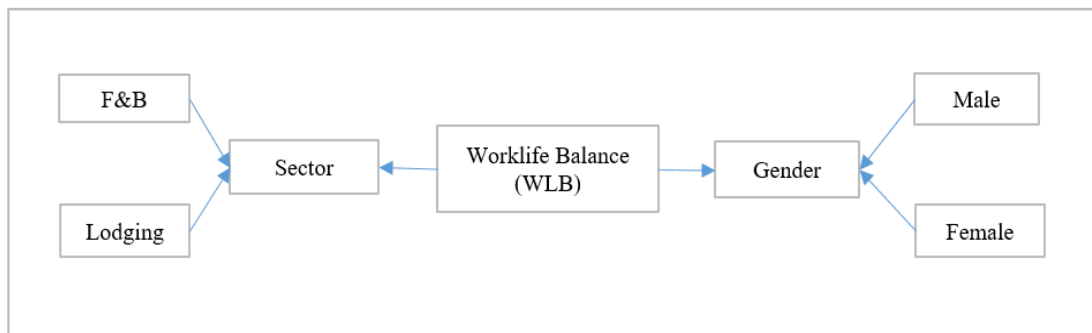 F&B
Male
Sector
Worklife Balance
(WLB)
Gender
Lodging
Female